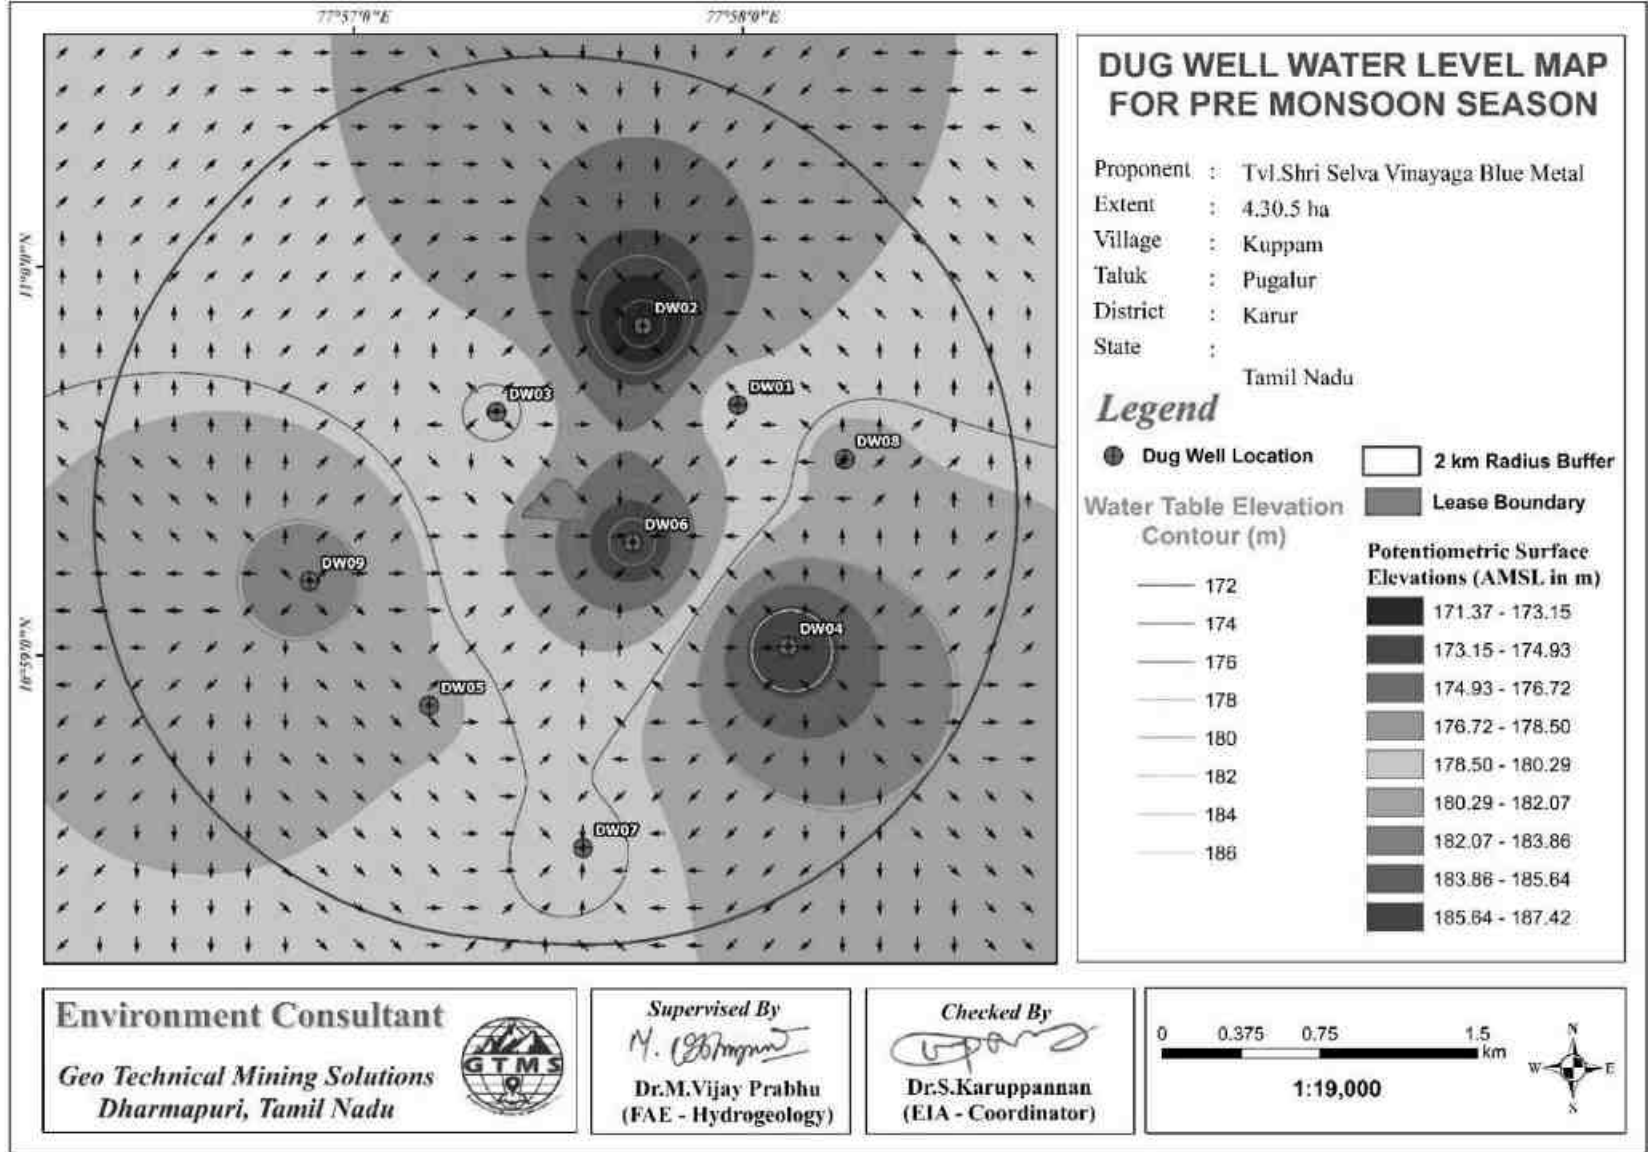 77°57'0"E
77°58'0"E
11°0'0"N
10°59'0"N
DW02
DW03
DW01
DW08
DW06
DW09
DW04
DW05
DW07
DUG WELL WATER LEVEL MAP
FOR PRE MONSOON SEASON
Proponent : Tvl.Shri Selva Vinayaga Blue Metal
Extent : 4.30.5 ha
Village : Kuppam
Taluk : Pugalur
District : Karur
State :
Tamil Nadu
Legend
Dug Well Location
2 km Radius Buffer
Lease Boundary
Water Table Elevation
Contour (m)
172
174
176
178
180
182
184
186
Potentiometric Surface
Elevations (AMSL in m)
171.37 - 173.15
173.15 - 174.93
174.93 - 176.72
176.72 - 178.50
178.50 - 180.29
180.29 - 182.07
182.07 - 183.86
183.86 - 185.64
185.64 - 187.42
Environment Consultant
Geo Technical Mining Solutions
Dharmapuri, Tamil Nadu
GTMS
Supervised By
Dr.M.Vijay Prabhu
(FAE - Hydrogeology)
Checked By
Dr.S.Karuppannan
(EIA - Coordinator)
0 0.375 0.75 1.5
km
1:19,000
N
W E
S